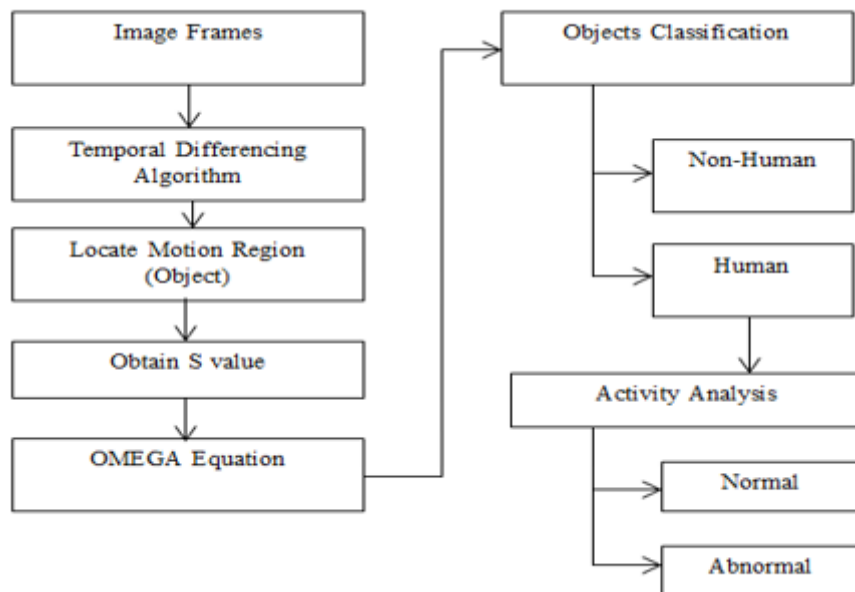 Image Frames
Temporal Differencing
Algorithm
Locate Motion Region
(Object)
Obtain S value
OMEGA Equation
Objects Classification
Non-Human
Human
Activity Analysis
Normal
Abnormal